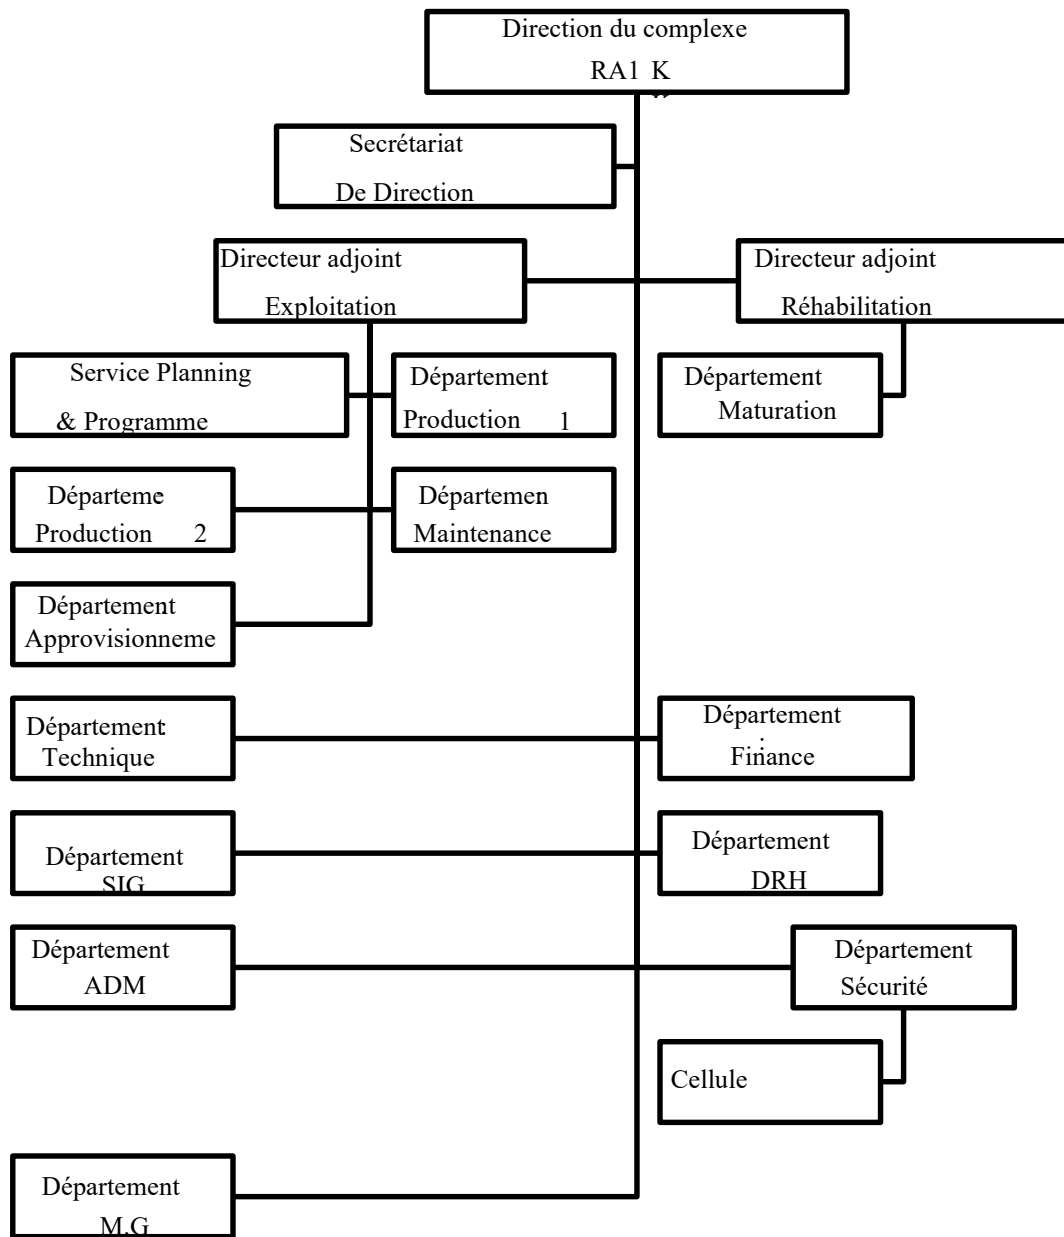 Direction du complexe
RA1 K
Secrétariat
De Direction
Directeur adjoint
Exploitation
Directeur adjoint
Réhabilitation
Service Planning
& Programme
Département
Production 1
Département
Maturation
Départeme
Production 2
Départemen
Maintenance
Département
Approvisionneme
Département
Technique
Département
Finance
Département
SIG
Département
DRH
Département
ADM
Département
Sécurité
Cellule
Département
M.G